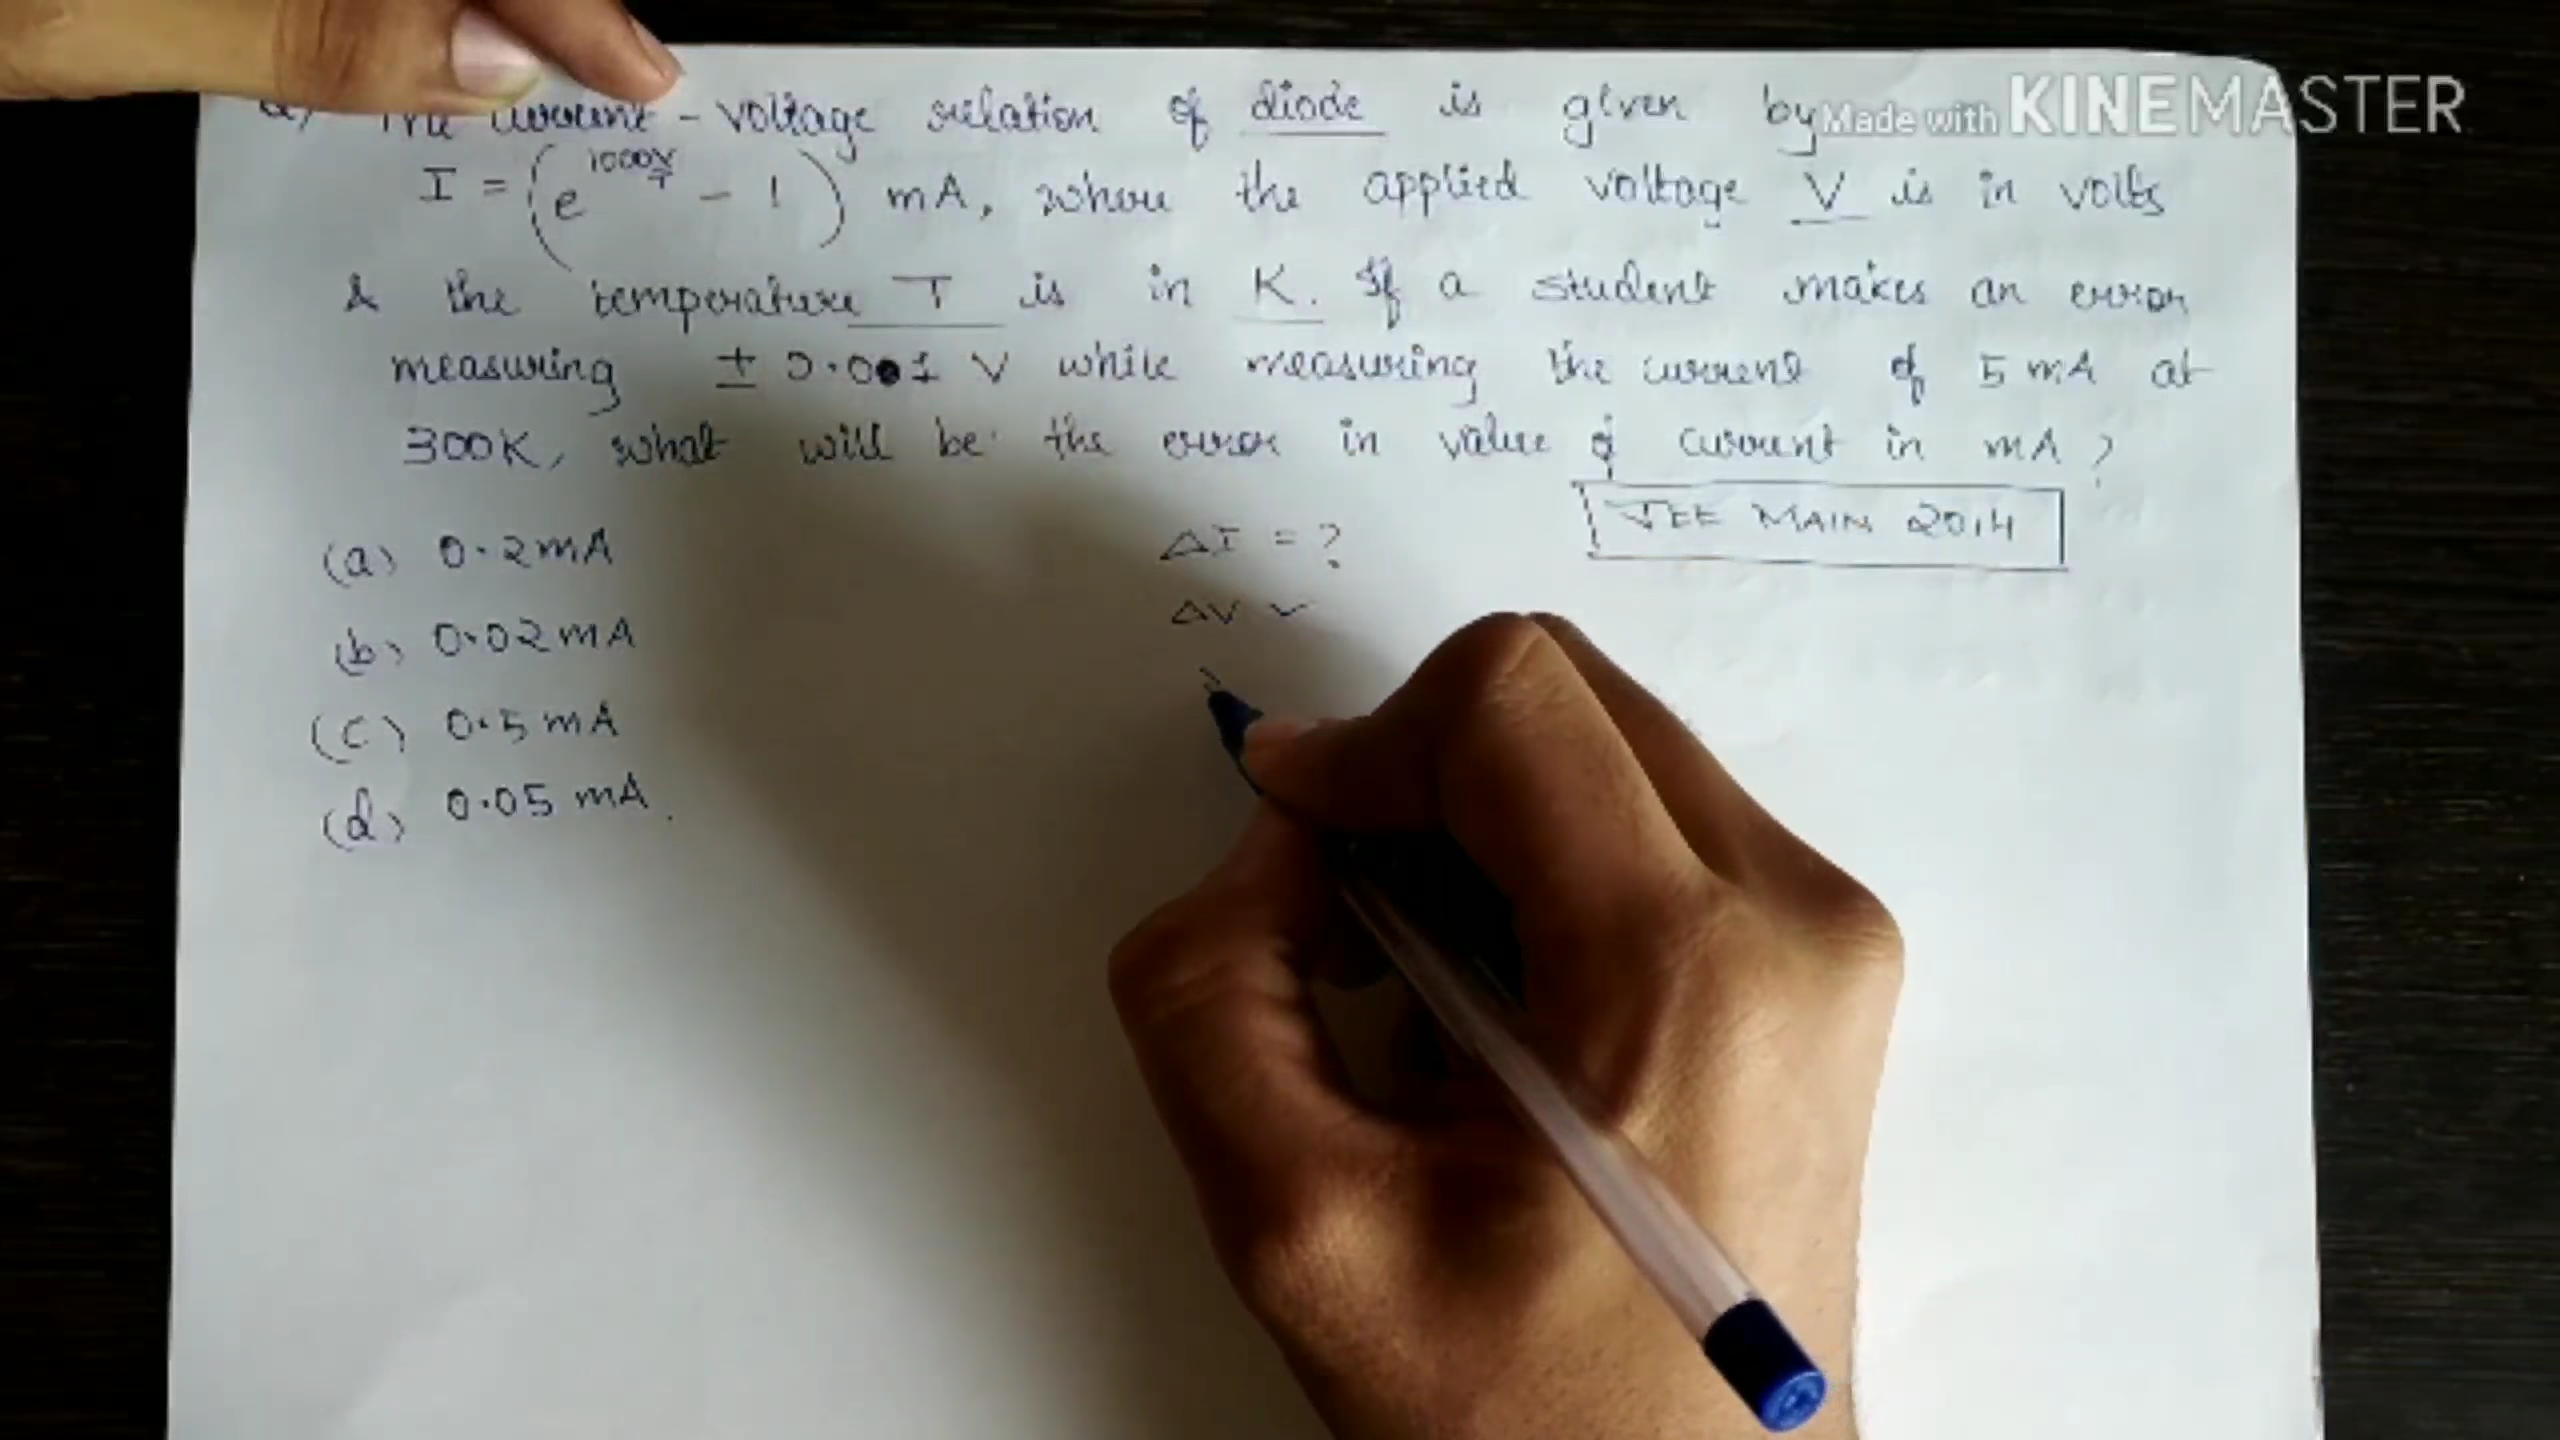 Q) The current - voltage relation of diode is given by
I = (e^{1000V/T} - 1) mA, where the applied voltage V is in volts
& the temperature T is in K. If a student makes an error
measuring ± 0.001 V while measuring the current of 5 mA at
300K, what will be the error in value of current in mA ?
JEE MAIN 2014
(a) 0.2mA
(b) 0.02mA
(c) 0.5mA
(d) 0.05 mA.
ΔI = ?
ΔV ✓
Made with KINEMASTER